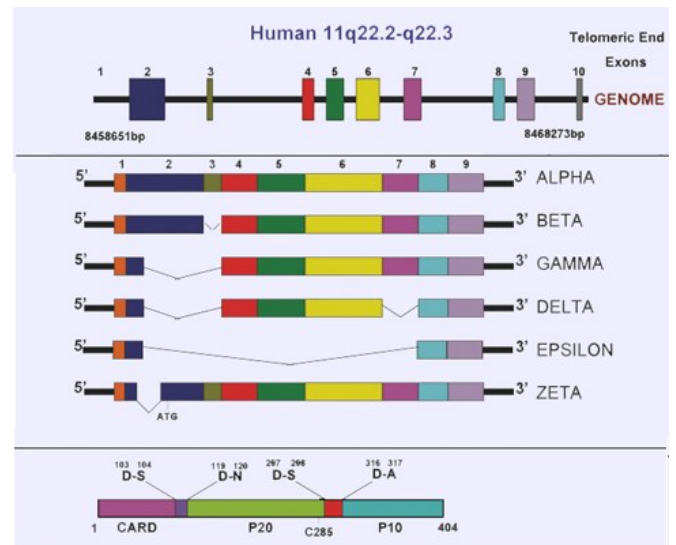 Human 11q22.2-q22.3
Telomeric End
Exons
1 2 3 4 5 6 7 8 9 10
GENOME
8458651bp 8468273bp
1 2 3 4 5 6 7 8 9
5' 3' ALPHA
5' 3' BETA
5' 3' GAMMA
5' 3' DELTA
5' 3' EPSILON
5' 3' ZETA
ATG
103 104 119 120 297 298 316 317
D-S D-N D-S D-A
1 CARD P20 C285 P10 404